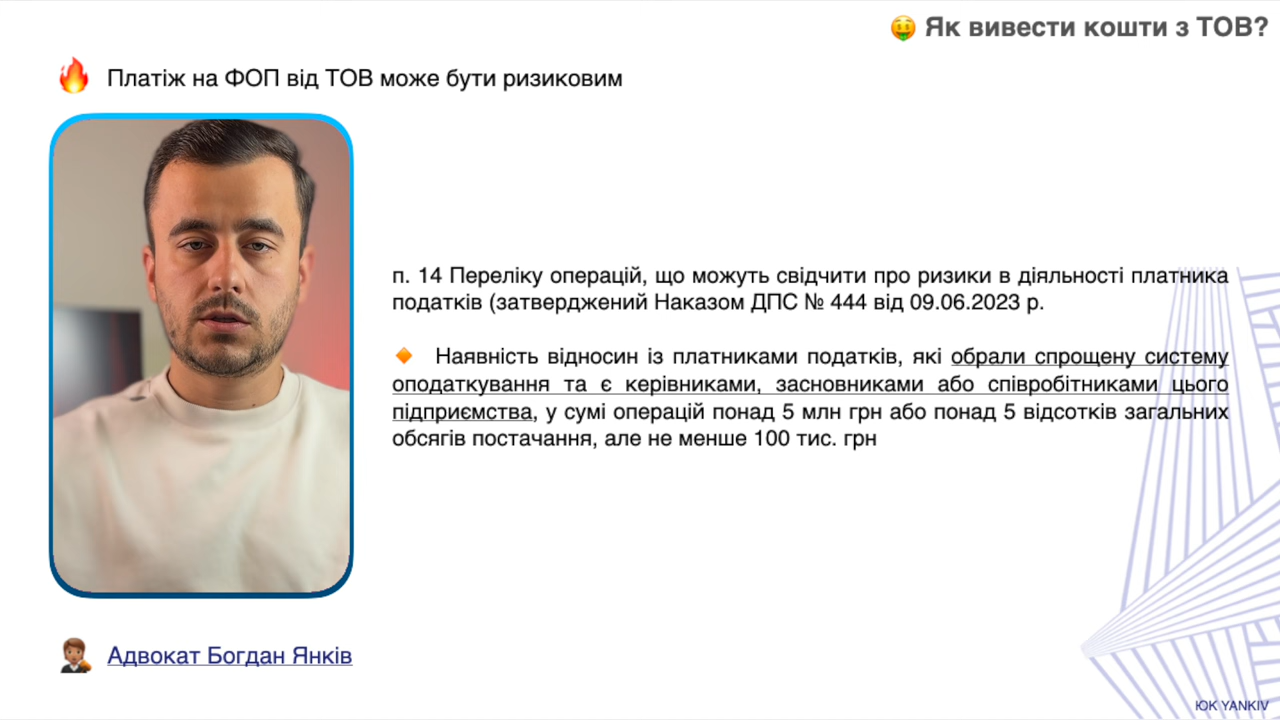 🤑 Як вивести кошти з ТОВ?
🔥 Платіж на ФОП від ТОВ може бути ризиковим
п. 14 Переліку операцій, що можуть свідчити про ризики в діяльності платника
податків (затверджений Наказом ДПС № 444 від 09.06.2023 р.
🔸 Наявність відносин із платниками податків, які обрали спрощену систему
оподаткування та є керівниками, засновниками або співробітниками цього
підприємства, у сумі операцій понад 5 млн грн або понад 5 відсотків загальних
обсягів постачання, але не менше 100 тис. грн
Адвокат Богдан Янків
ЮК YANKIV